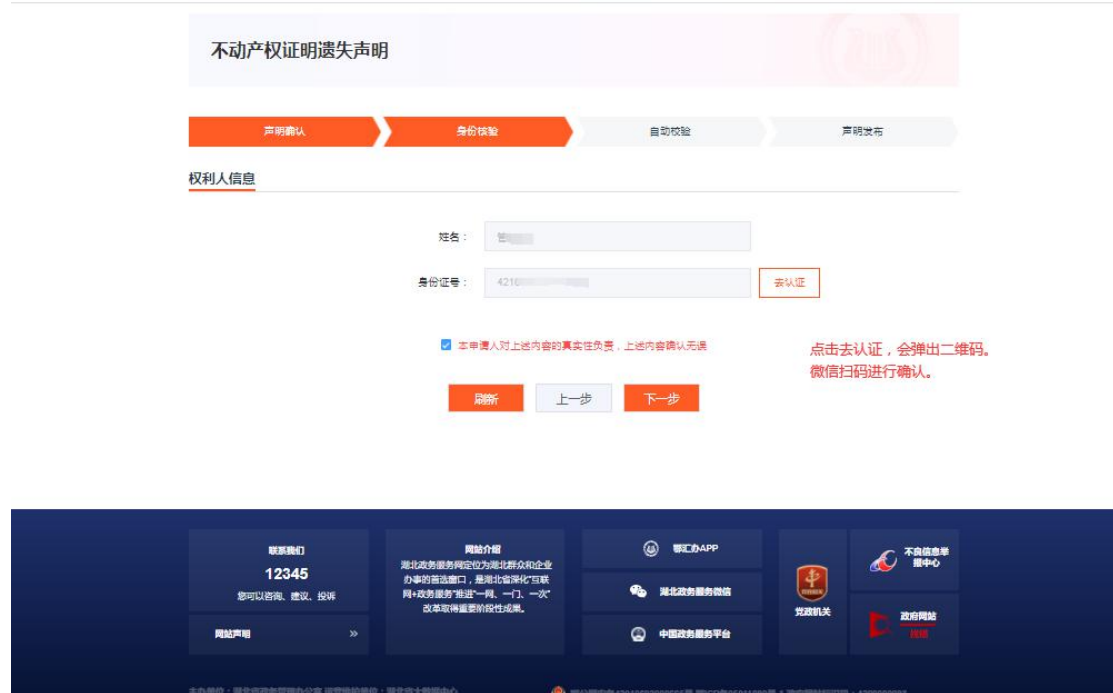 不动产权证明遗失声明
声明确认
身份核验
自动校验
声明发布
权利人信息
姓名：
身份证号：
4210
去认证
本申请人对上述内容的真实性负责，上述内容确认无误
点击去认证，会弹出二维码。
微信扫码进行确认。
刷新
上一步
下一步
联系我们
12345
您可以咨询、建议、投诉
网站声明
»
网站介绍
湖北政务服务网定位为湖北群众和企业
办事的首选窗口，是湖北省深化“互联
网+政务服务”推进“一网、一门、一次”
改革取得重要阶段性成果。
鄂汇办APP
湖北政务服务微信
中国政务服务平台
党政机关
不良信息举
报中心
政府网站
找错